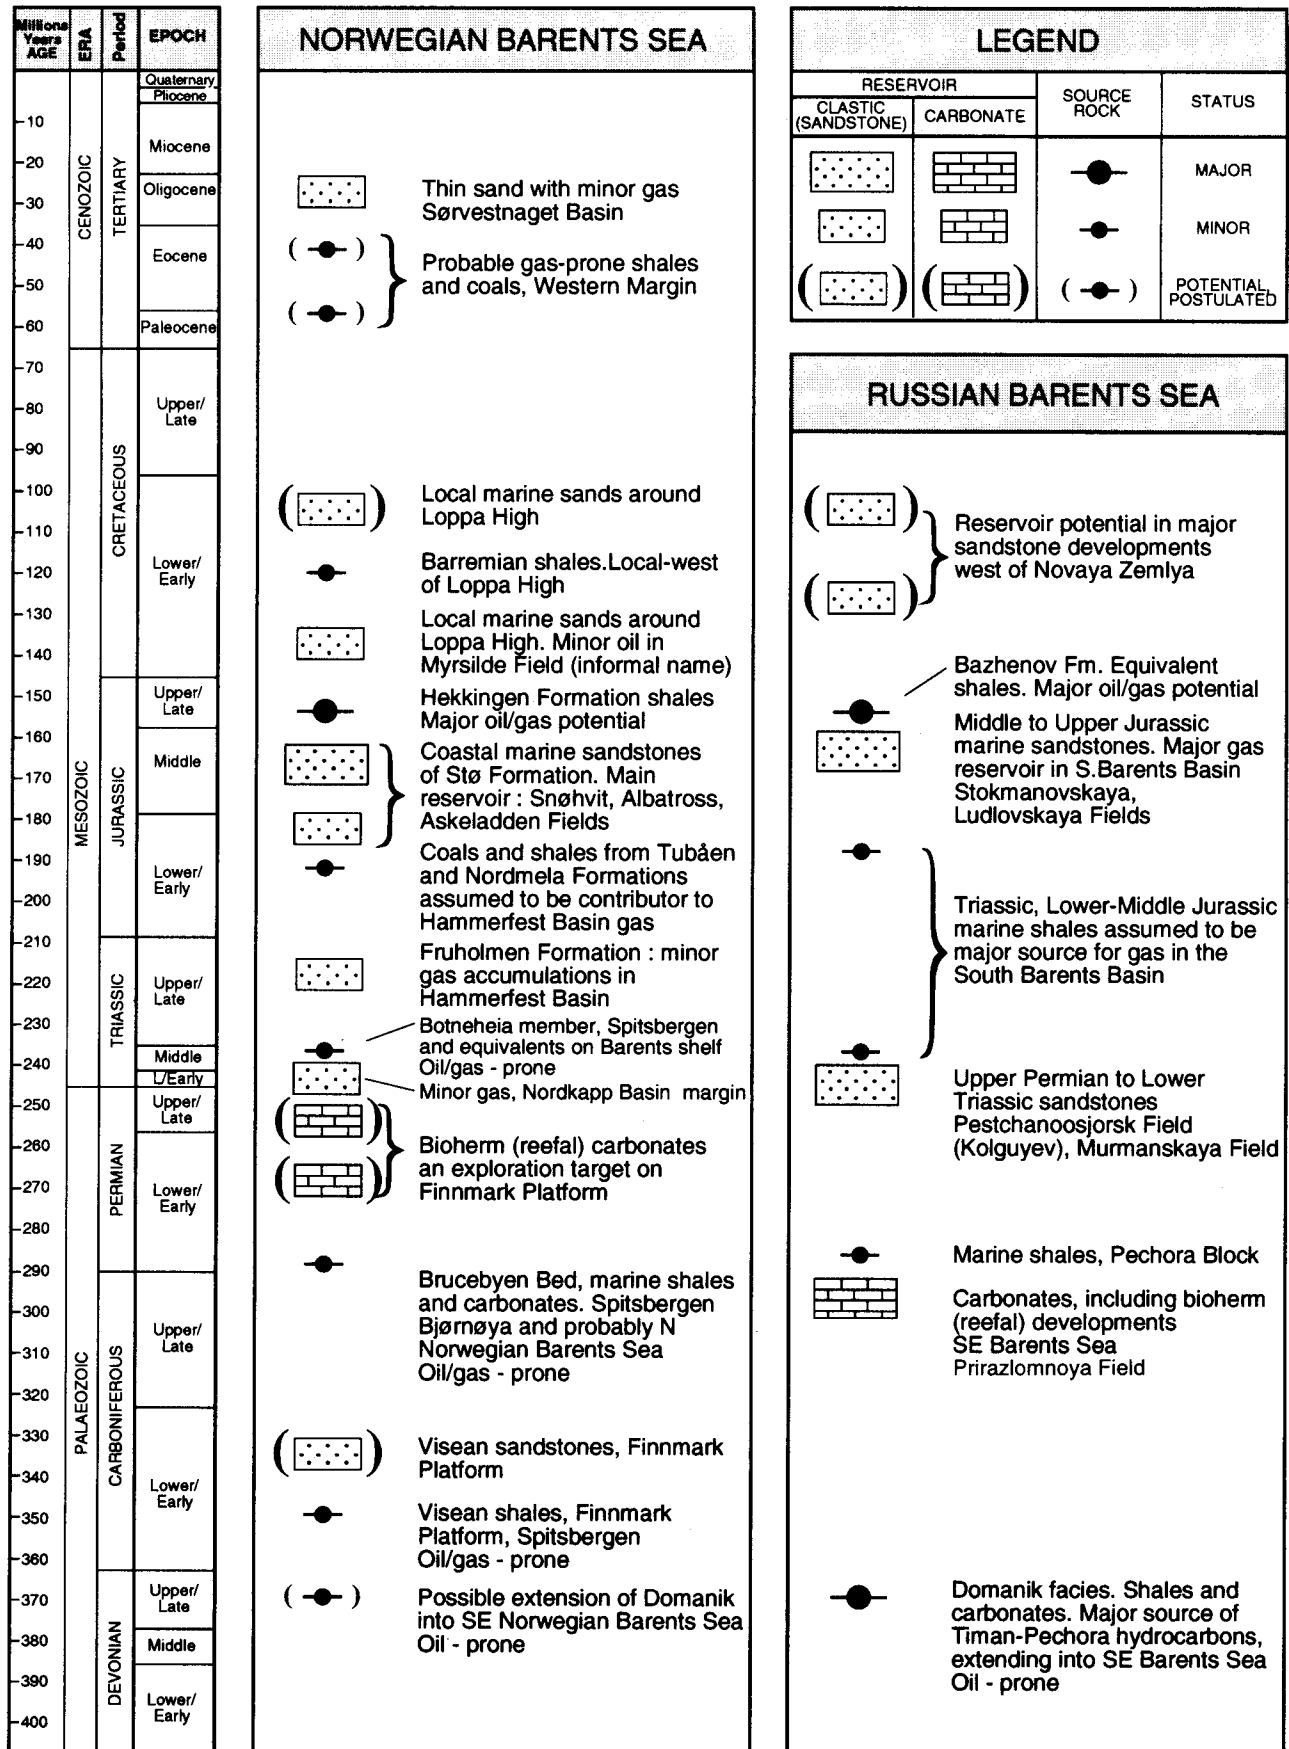 Millions
Years
AGE
ERA
Period
EPOCH
10
20
30
40
50
60
70
80
90
100
110
120
130
140
150
160
170
180
190
200
210
220
230
240
250
260
270
280
290
300
310
320
330
340
350
360
370
380
390
400
CENOZOIC
MESOZOIC
PALAEOZOIC
TERTIARY
CRETACEOUS
JURASSIC
TRIASSIC
PERMIAN
CARBONIFEROUS
DEVONIAN
Quaternary
Pliocene
Miocene
Oligocene
Eocene
Paleocene
Upper/
Late
Lower/
Early
Upper/
Late
Middle
Lower/
Early
Upper/
Late
Middle
L/Early
Upper/
Late
Lower/
Early
Upper/
Late
Lower/
Early
Upper/
Late
Middle
Lower/
Early
NORWEGIAN BARENTS SEA
Thin sand with minor gas
Sørvestnaget Basin
Probable gas-prone shales
and coals, Western Margin
Local marine sands around
Loppa High
Barremian shales.Local-west
of Loppa High
Local marine sands around
Loppa High. Minor oil in
Myrsilde Field (informal name)
Hekkingen Formation shales
Major oil/gas potential
Coastal marine sandstones
of Stø Formation. Main
reservoir : Snøhvit, Albatross,
Askeladden Fields
Coals and shales from Tubåen
and Nordmela Formations
assumed to be contributor to
Hammerfest Basin gas
Fruholmen Formation : minor
gas accumulations in
Hammerfest Basin
Botneheia member, Spitsbergen
and equivalents on Barents shelf
Oil/gas - prone
Minor gas, Nordkapp Basin margin
Bioherm (reefal) carbonates
an exploration target on
Finnmark Platform
Brucebyen Bed, marine shales
and carbonates. Spitsbergen
Bjørnøya and probably N
Norwegian Barents Sea
Oil/gas - prone
Visean sandstones, Finnmark
Platform
Visean shales, Finnmark
Platform, Spitsbergen
Oil/gas - prone
Possible extension of Domanik
into SE Norwegian Barents Sea
Oil - prone
LEGEND
RESERVOIR
CLASTIC
(SANDSTONE)
CARBONATE
SOURCE
ROCK
STATUS
MAJOR
MINOR
POTENTIAL,
POSTULATED
RUSSIAN BARENTS SEA
Reservoir potential in major
sandstone developments
west of Novaya Zemlya
Bazhenov Fm. Equivalent
shales. Major oil/gas potential
Middle to Upper Jurassic
marine sandstones. Major gas
reservoir in S.Barents Basin
Stokmanovskaya,
Ludlovskaya Fields
Triassic, Lower-Middle Jurassic
marine shales assumed to be
major source for gas in the
South Barents Basin
Upper Permian to Lower
Triassic sandstones
Pestchanoosjorsk Field
(Kolguyev), Murmanskaya Field
Marine shales, Pechora Block
Carbonates, including bioherm
(reefal) developments
SE Barents Sea
Prirazlomnoya Field
Domanik facies. Shales and
carbonates. Major source of
Timan-Pechora hydrocarbons,
extending into SE Barents Sea
Oil - prone